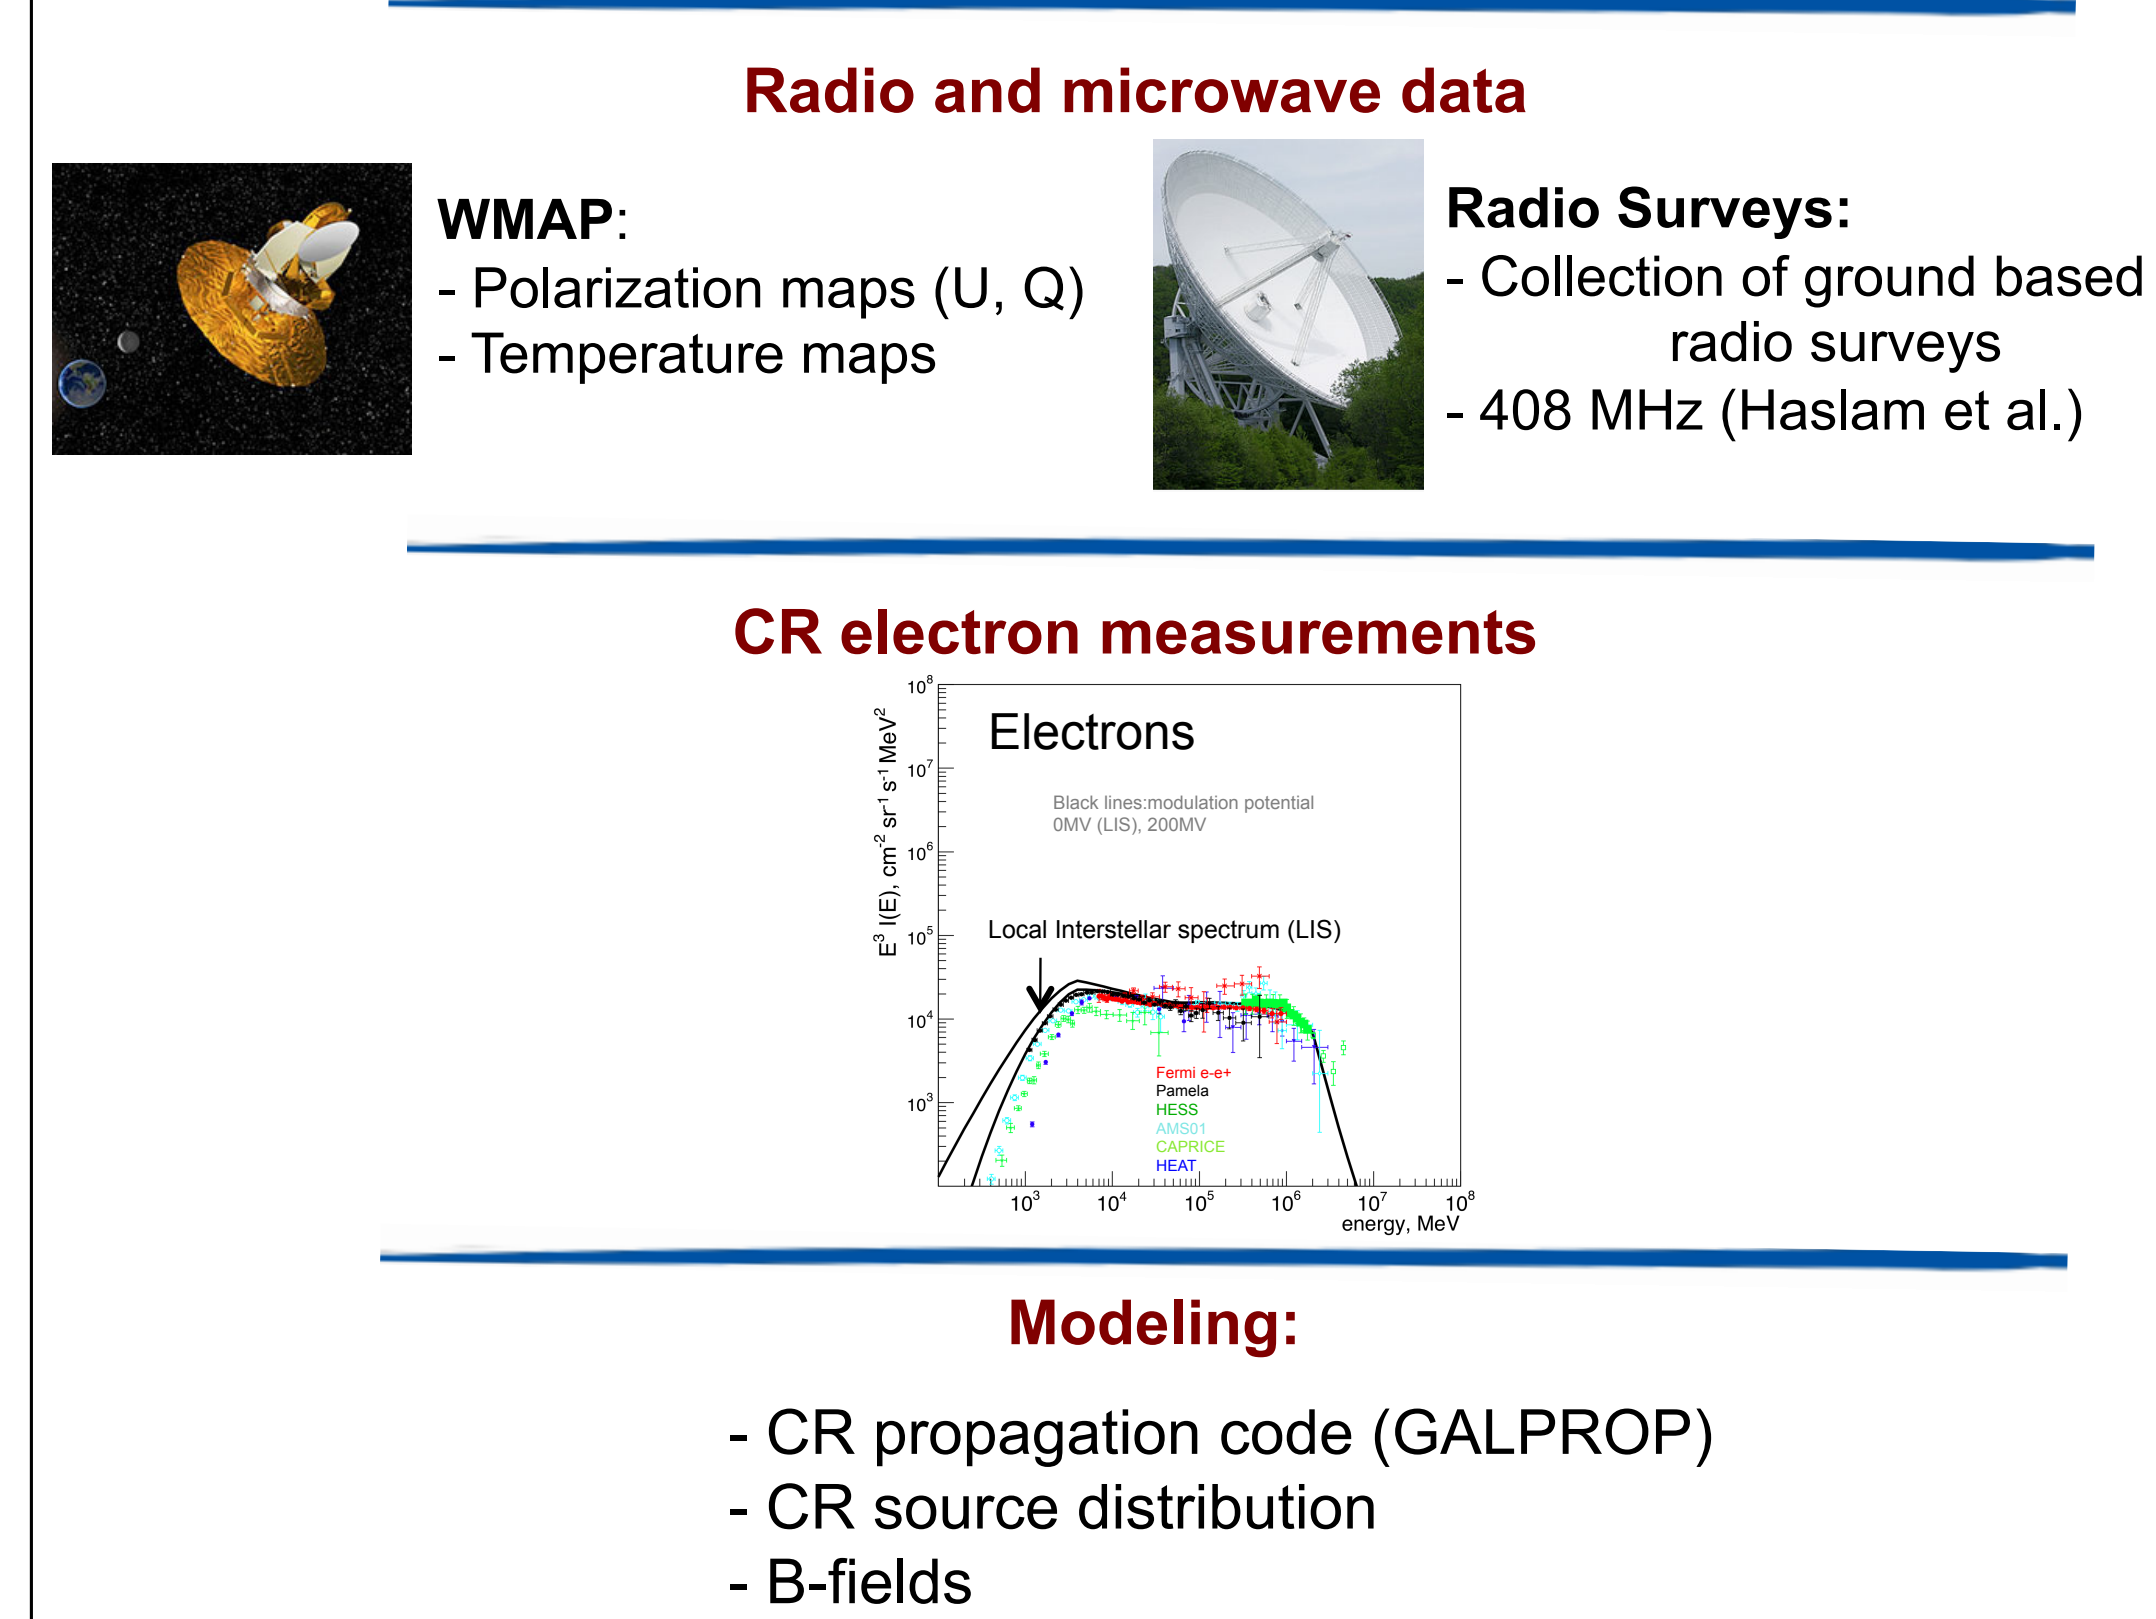 Radio and microwave data
WMAP:
- Polarization maps (U, Q)
- Temperature maps
Radio Surveys:
- Collection of ground based
radio surveys
- 408 MHz (Haslam et al.)
CR electron measurements
E³ I(E), cm⁻² sr⁻¹ s⁻¹ MeV²
10⁸
10⁷
10⁶
10⁵
10⁴
10³
Electrons
Black lines:modulation potential
0MV (LIS), 200MV
Local Interstellar spectrum (LIS)
Fermi e-e+
Pamela
HESS
AMS01
CAPRICE
HEAT
10³ 10⁴ 10⁵ 10⁶ 10⁷ 10⁸
energy, MeV
Modeling:
- CR propagation code (GALPROP)
- CR source distribution
- B-fields